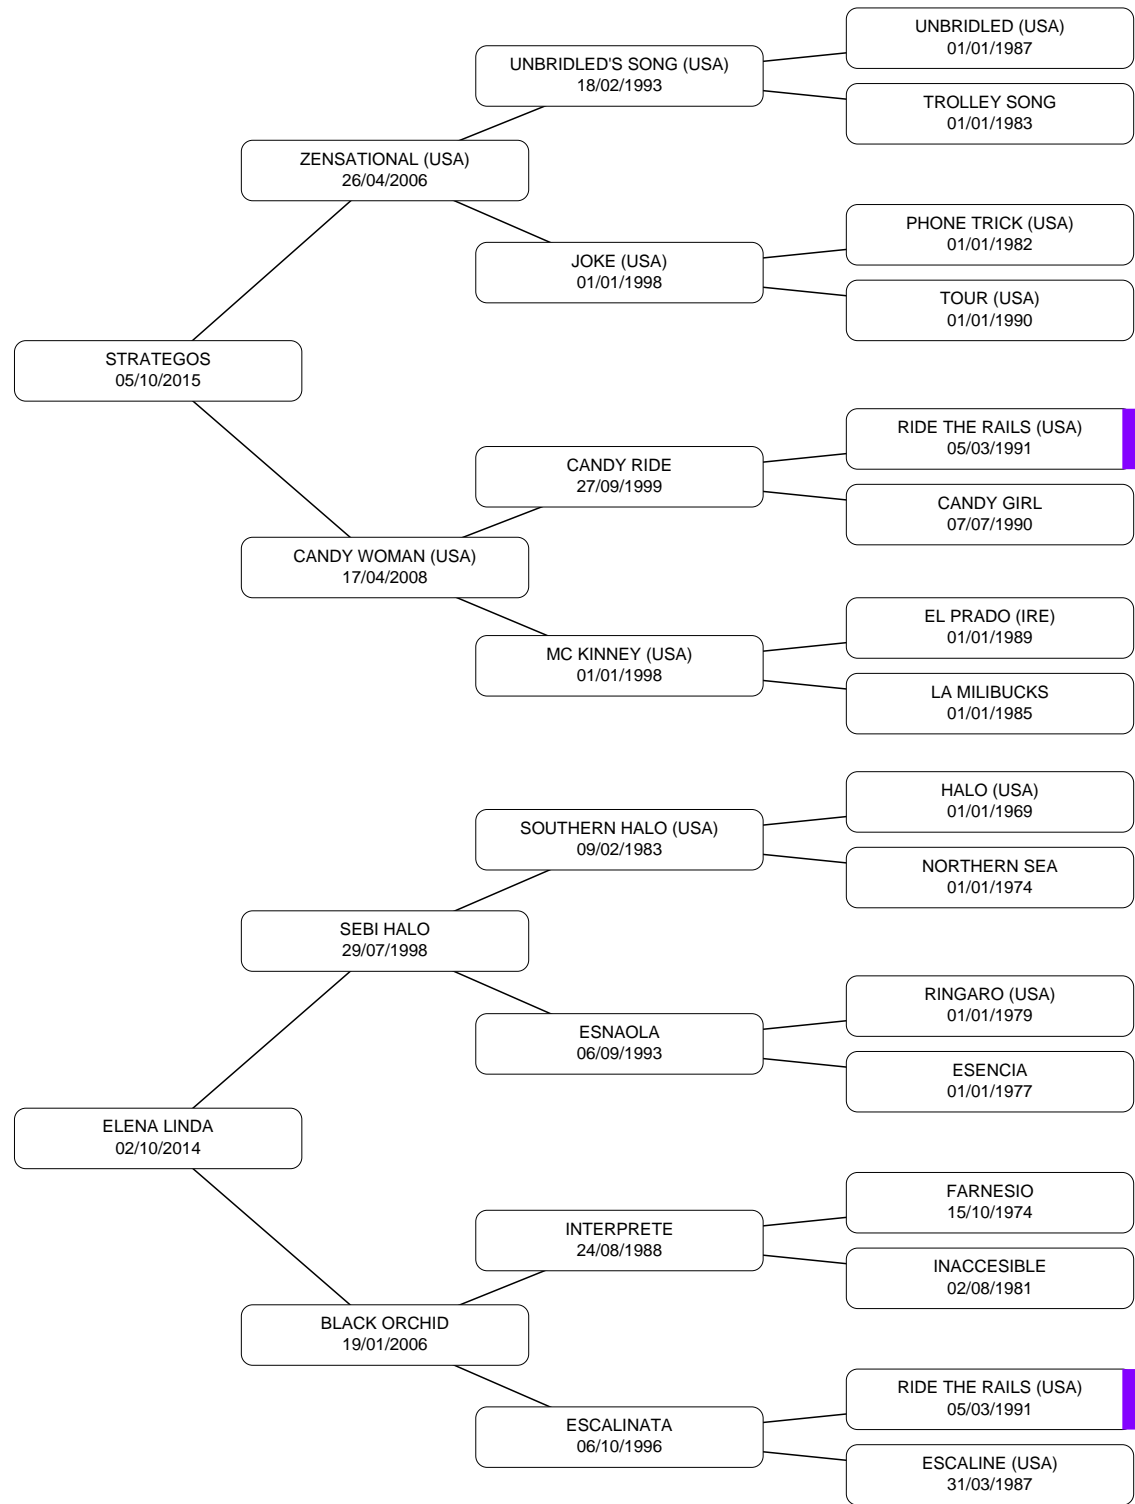 UNBRIDLED (USA)
01/01/1987
UNBRIDLED'S SONG (USA)
18/02/1993
TROLLEY SONG
01/01/1983
ZENSATIONAL (USA)
26/04/2006
PHONE TRICK (USA)
01/01/1982
JOKE (USA)
01/01/1998
TOUR (USA)
01/01/1990
STRATEGOS
05/10/2015
RIDE THE RAILS (USA)
05/03/1991
CANDY RIDE
27/09/1999
CANDY GIRL
07/07/1990
CANDY WOMAN (USA)
17/04/2008
EL PRADO (IRE)
01/01/1989
MC KINNEY (USA)
01/01/1998
LA MILIBUCKS
01/01/1985
HALO (USA)
01/01/1969
SOUTHERN HALO (USA)
09/02/1983
NORTHERN SEA
01/01/1974
SEBI HALO
29/07/1998
RINGARO (USA)
01/01/1979
ESNAOLA
06/09/1993
ESENCIA
01/01/1977
ELENA LINDA
02/10/2014
FARNESIO
15/10/1974
INTERPRETE
24/08/1988
INACCESIBLE
02/08/1981
BLACK ORCHID
19/01/2006
RIDE THE RAILS (USA)
05/03/1991
ESCALINATA
06/10/1996
ESCALINE (USA)
31/03/1987